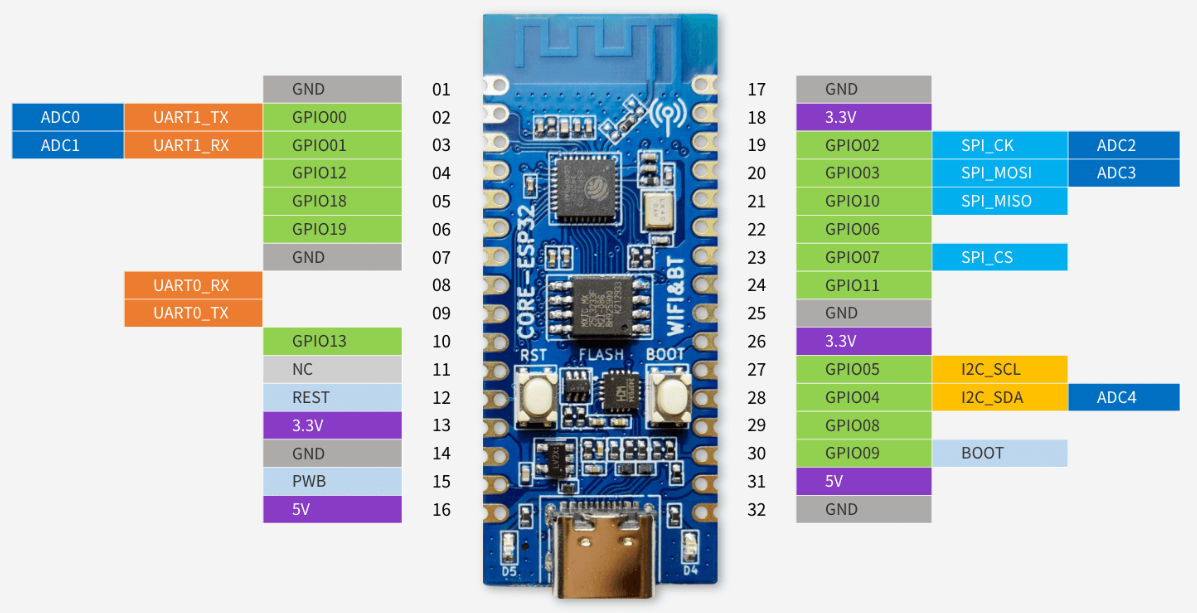 GND 01
ADC0 UART1_TX GPIO00 02
ADC1 UART1_RX GPIO01 03
GPIO12 04
GPIO18 05
GPIO19 06
GND 07
UART0_RX 08
UART0_TX 09
GPIO13 10
NC 11
REST 12
3.3V 13
GND 14
PWB 15
5V 16
CORE-ESP32
WIFI&BT
MXIC MX
25L3233F
RST FLASH BOOT
D5 D4
17 GND
18 3.3V
19 GPIO02 SPI_CK ADC2
20 GPIO03 SPI_MOSI ADC3
21 GPIO10 SPI_MISO
22 GPIO06
23 GPIO07 SPI_CS
24 GPIO11
25 GND
26 3.3V
27 GPIO05 I2C_SCL
28 GPIO04 I2C_SDA ADC4
29 GPIO08
30 GPIO09 BOOT
31 5V
32 GND